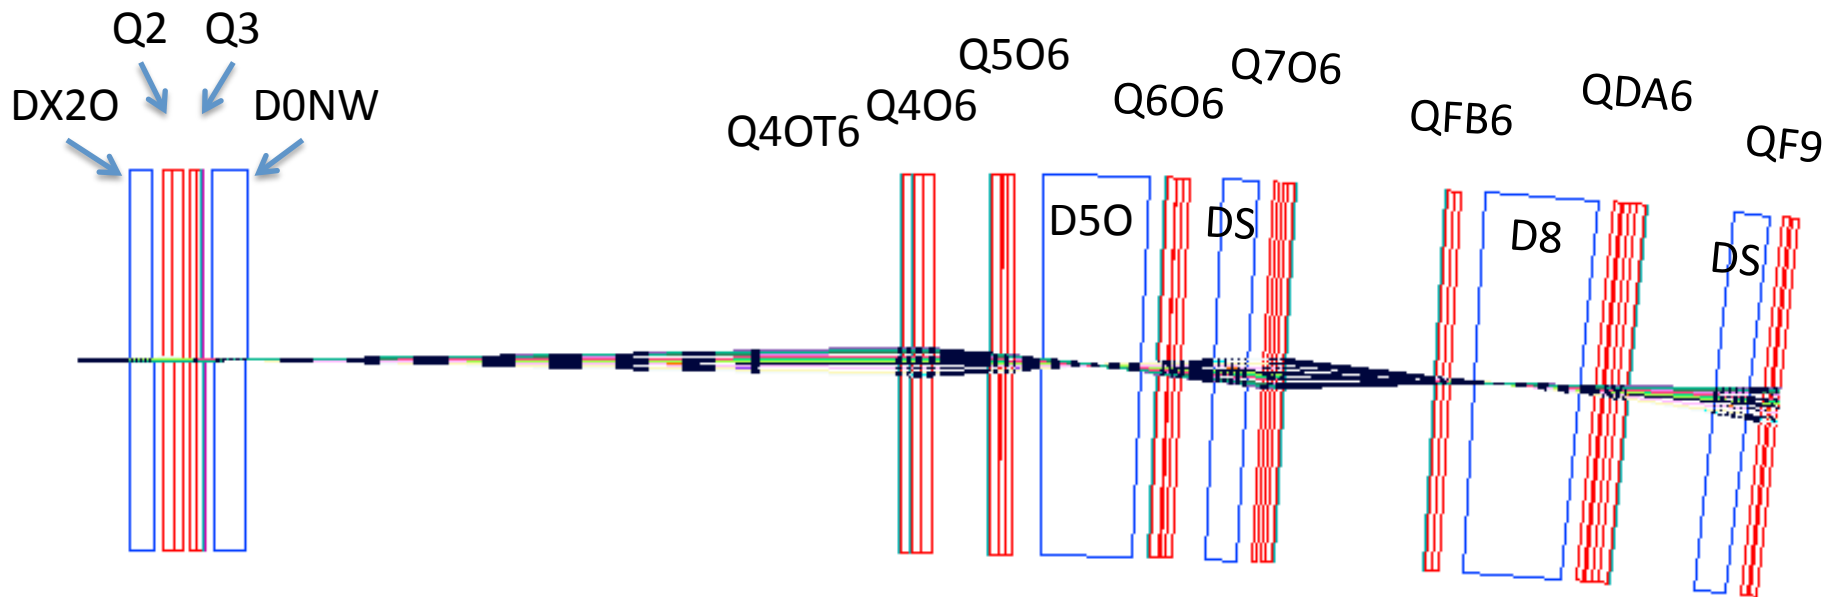 Q2
Q3
DX2O
D0NW
Q4OT6
Q4O6
Q5O6
Q6O6
Q7O6
QFB6
QDA6
QF9
D5O
DS
D8
DS